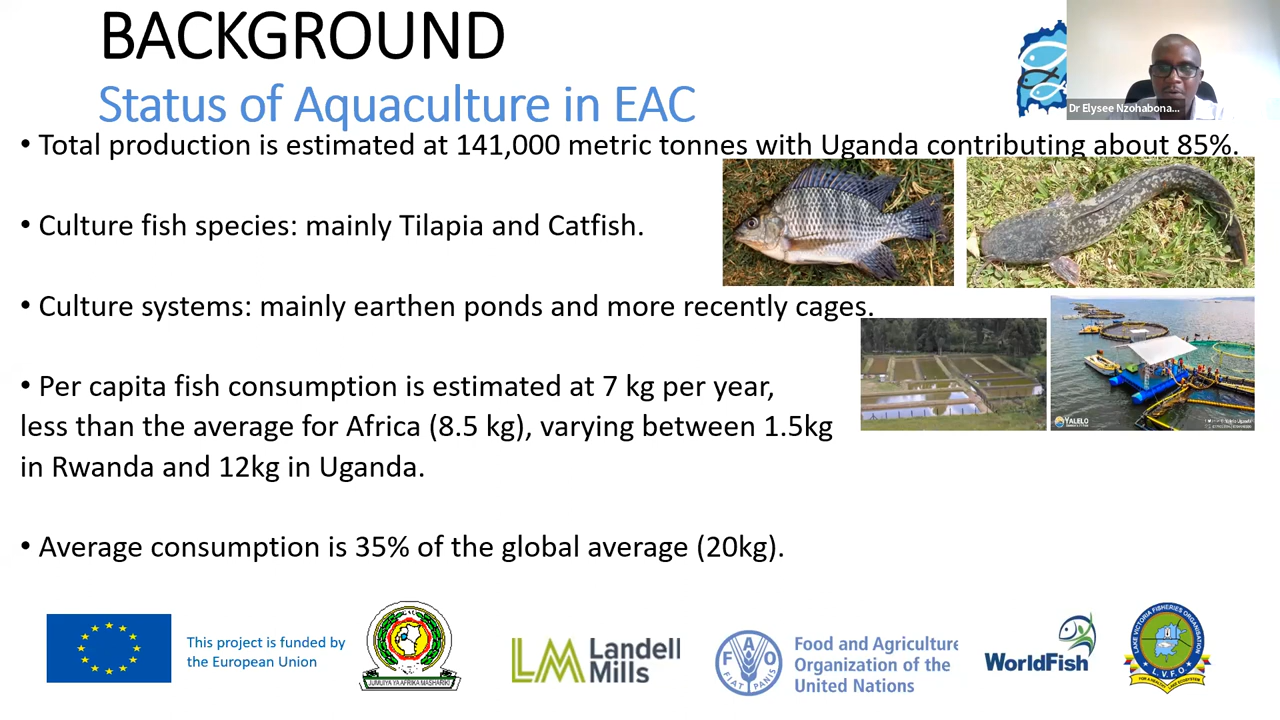 BACKGROUND
Status of Aquaculture in EAC
Dr Elysee Nzohabona...
• Total production is estimated at 141,000 metric tonnes with Uganda contributing about 85%.
• Culture fish species: mainly Tilapia and Catfish.
• Culture systems: mainly earthen ponds and more recently cages.
• Per capita fish consumption is estimated at 7 kg per year,
less than the average for Africa (8.5 kg), varying between 1.5kg
in Rwanda and 12kg in Uganda.
YALELO
• Average consumption is 35% of the global average (20kg).
This project is funded by
the European Union
JUMUIYA YA AFRIKA MASHARIKI
LM Landell
Mills
FAO
FIAT PANIS
Food and Agriculture
Organization of the
United Nations
WorldFish
LAKE VICTORIA FISHERIES ORGANISATION
L.V.F.O.